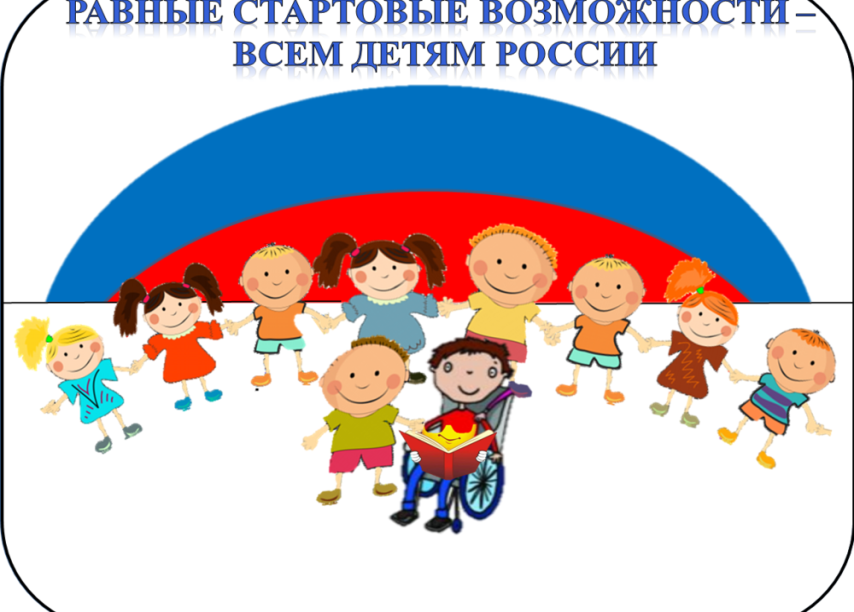 РАВНЫЕ СТАРТОВЫЕ ВОЗМОЖНОСТИ –
ВСЕМ ДЕТЯМ РОССИИ